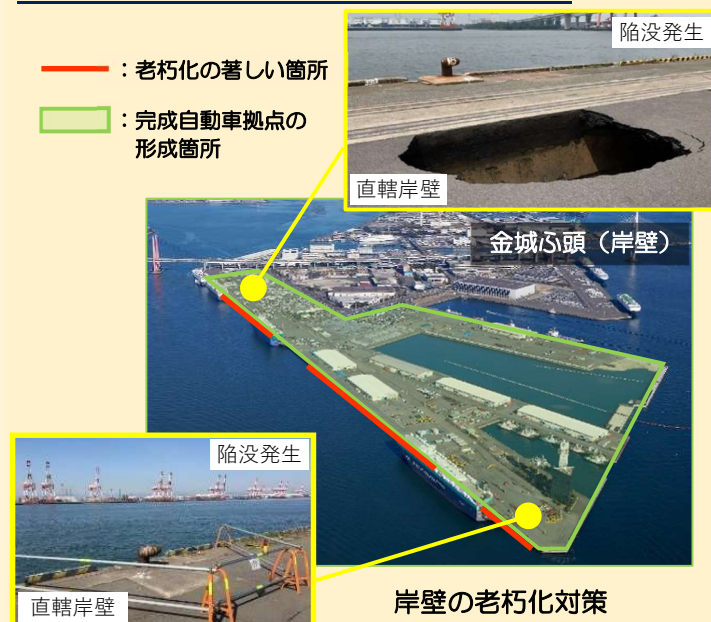 陥没発生
：老朽化の著しい箇所
：完成自動車拠点の
形成箇所
直轄岸壁
金城ふ頭（岸壁）
陥没発生
直轄岸壁
岸壁の老朽化対策